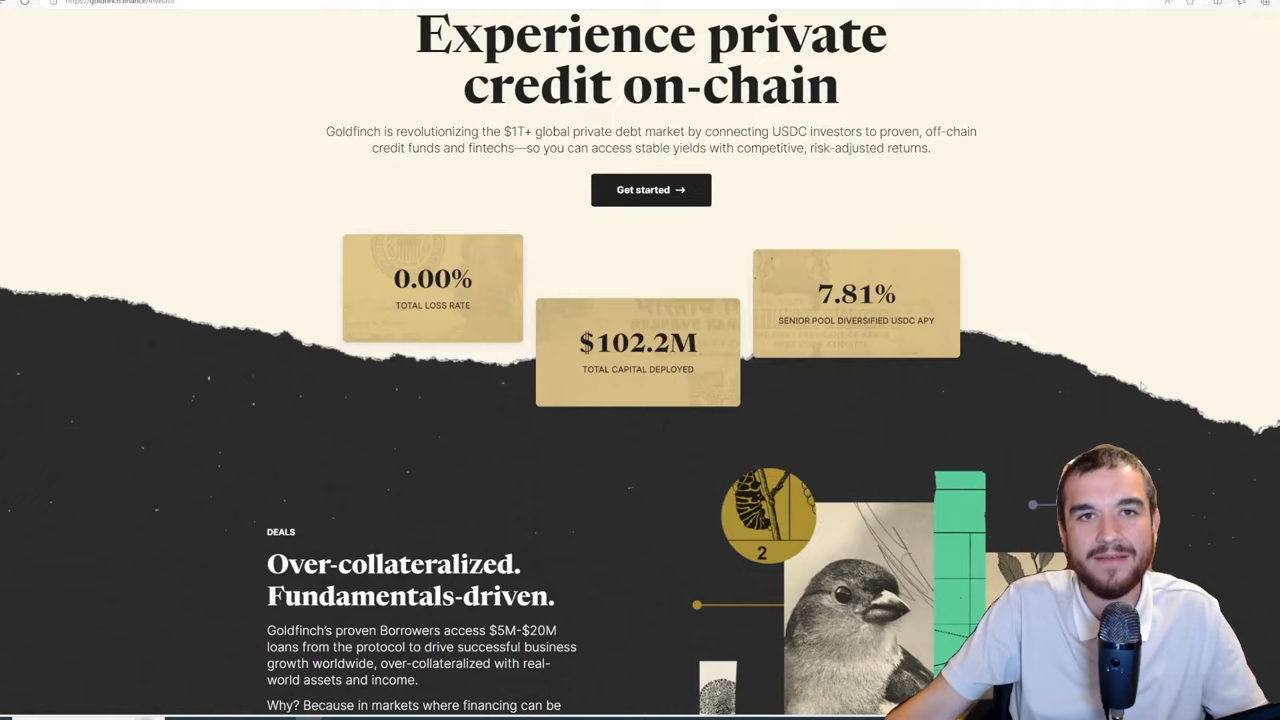 https://goldfinch.finance/investor
Experience private
credit on-chain
Goldfinch is revolutionizing the $1T+ global private debt market by connecting USDC investors to proven, off-chain
credit funds and fintechs—so you can access stable yields with competitive, risk-adjusted returns.
Get started →
0.00%
TOTAL LOSS RATE
$102.2M
TOTAL CAPITAL DEPLOYED
7.81%
SENIOR POOL DIVERSIFIED USDC APY
2
DEALS
Over-collateralized.
Fundamentals-driven.
Goldfinch's proven Borrowers access $5M-$20M
loans from the protocol to drive successful business
growth worldwide, over-collateralized with real-
world assets and income.
Why? Because in markets where financing can be